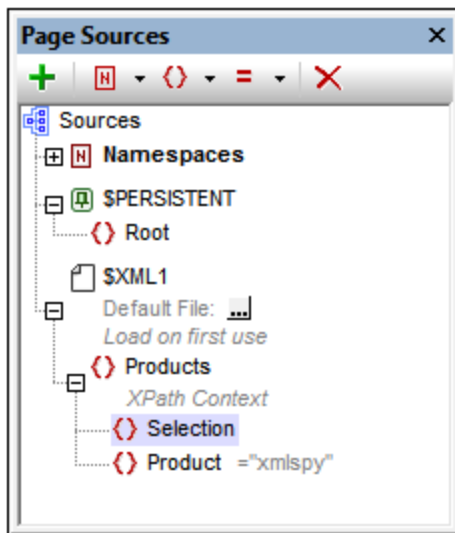 Page Sources
Sources
Namespaces
$PERSISTENT
{} Root
$XML1
Default File: ...
Load on first use
{} Products
XPath Context
{} Selection
{} Product ="xmlspy"